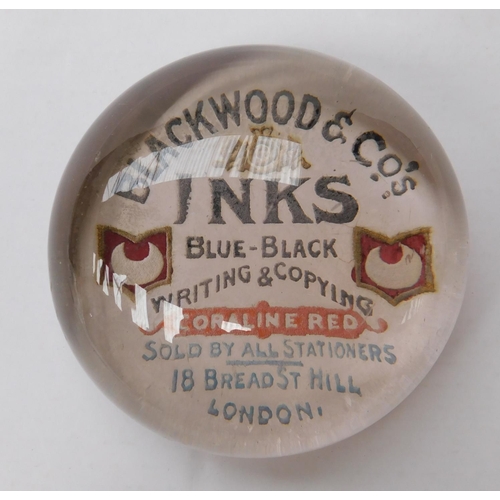 BLACKWOOD & CO'S
INKS
BLUE-BLACK
WRITING & COPYING
CORALINE RED
SOLD BY ALL STATIONERS
18 BREAD ST HILL
LONDON.